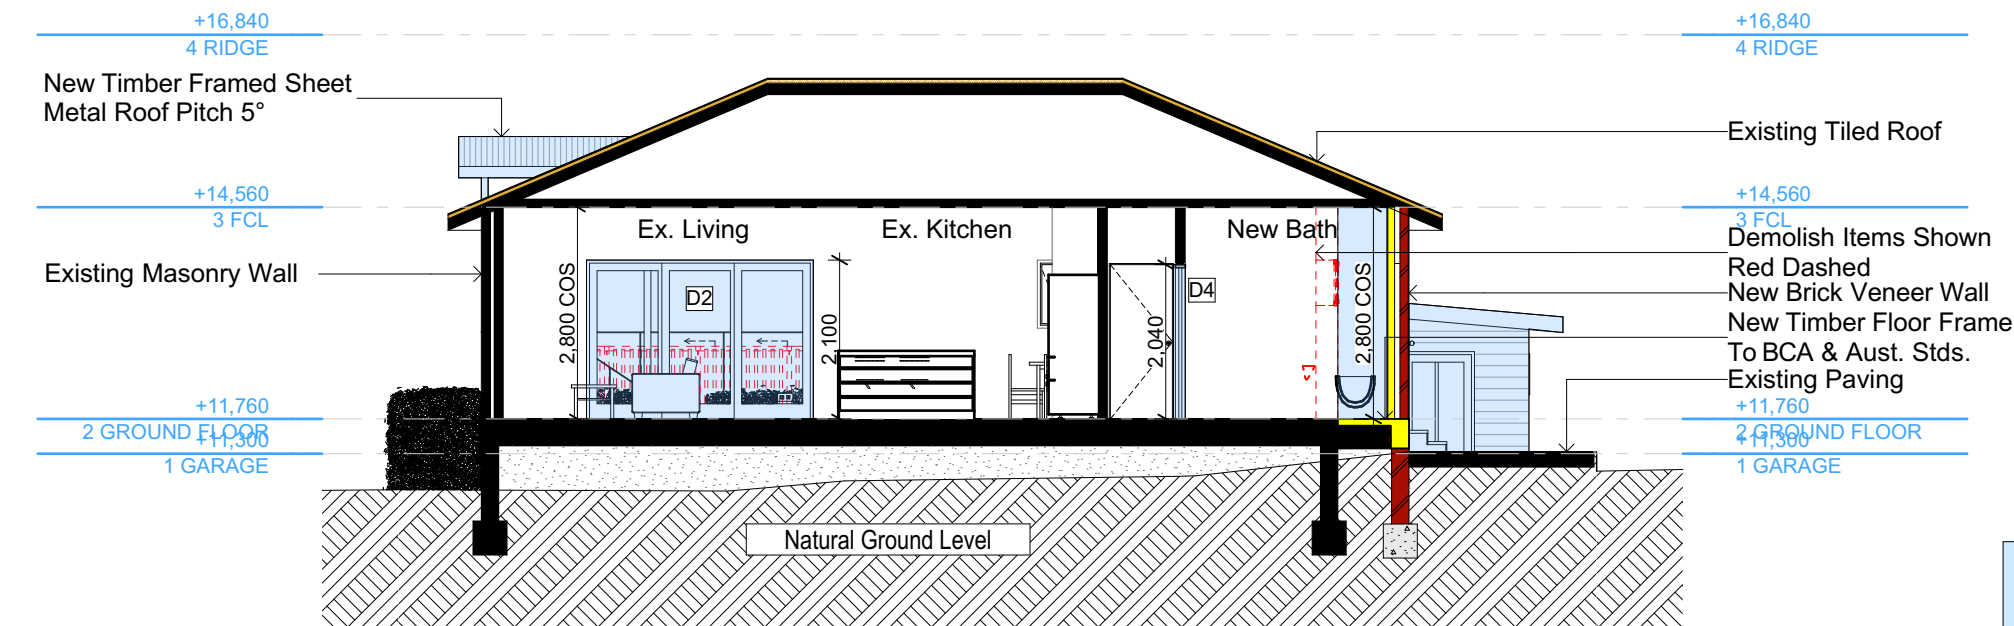 +16,840
4 RIDGE
+16,840
4 RIDGE
New Timber Framed Sheet
Metal Roof Pitch 5°
Existing Tiled Roof
+14,560
3 FCL
+14,560
3 FCL
Ex. Living
Ex. Kitchen
New Bath
Demolish Items Shown
Red Dashed
Existing Masonry Wall
New Brick Veneer Wall
New Timber Floor Frame
To BCA & Aust. Stds.
Existing Paving
2,800 COS
D2
2,100
2,040
D4
2,800 COS
+11,760
2 GROUND FLOOR
+11,300
1 GARAGE
+11,760
2 GROUND FLOOR
+11,300
1 GARAGE
Natural Ground Level